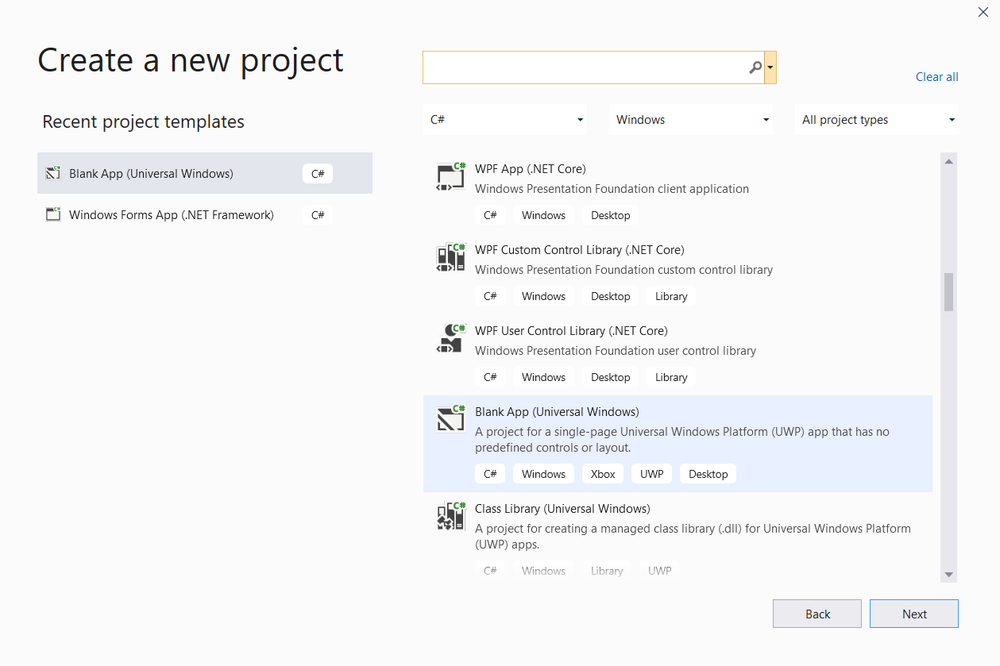 Create a new project
Clear all
Recent project templates
C#
Windows
All project types
Blank App (Universal Windows)
C#
Windows Forms App (.NET Framework)
C#
WPF App (.NET Core)
Windows Presentation Foundation client application
C# Windows Desktop
WPF Custom Control Library (.NET Core)
Windows Presentation Foundation custom control library
C# Windows Desktop Library
WPF User Control Library (.NET Core)
Windows Presentation Foundation user control library
C# Windows Desktop Library
Blank App (Universal Windows)
A project for a single-page Universal Windows Platform (UWP) app that has no
predefined controls or layout.
C# Windows Xbox UWP Desktop
Class Library (Universal Windows)
A project for creating a managed class library (.dll) for Universal Windows Platform
(UWP) apps.
C# Windows Library UWP
Back
Next